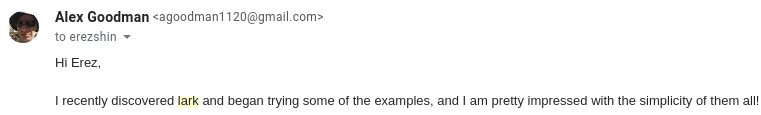 Alex Goodman <agoodman1120@gmail.com>
to erezshin
Hi Erez,
I recently discovered lark and began trying some of the examples, and I am pretty impressed with the simplicity of them all!